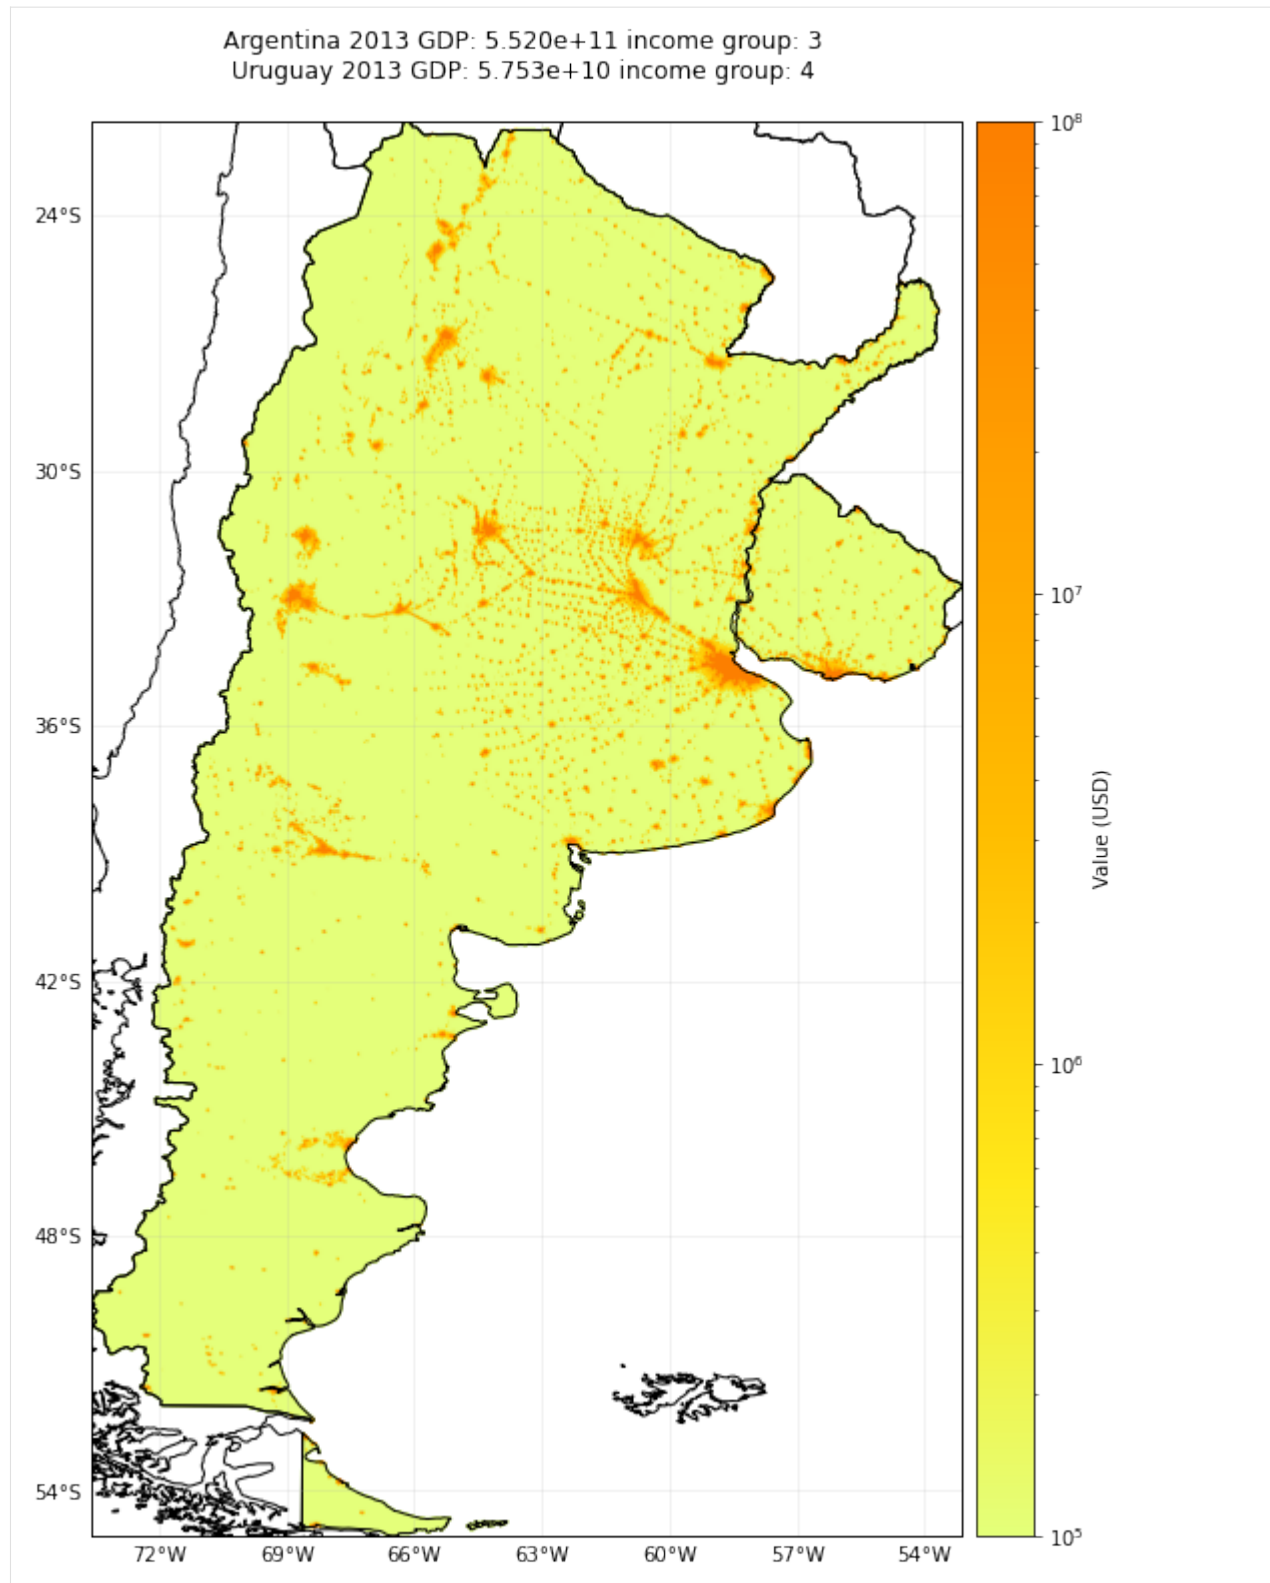 Argentina 2013 GDP: 5.520e+11 income group: 3
Uruguay 2013 GDP: 5.753e+10 income group: 4
10⁸
24°S
30°S
10⁷
36°S
Value (USD)
42°S
10⁶
48°S
54°S
10⁵
72°W 69°W 66°W 63°W 60°W 57°W 54°W